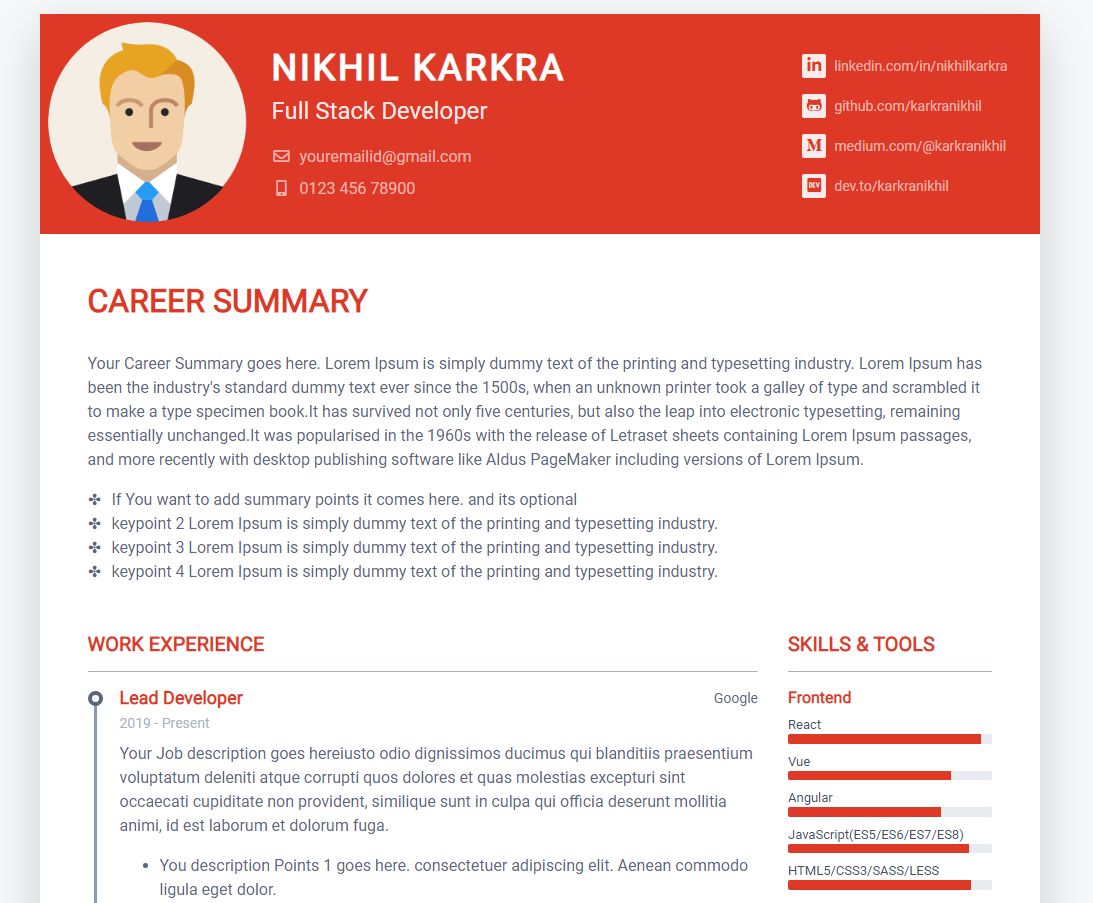 NIKHIL KARKRA
Full Stack Developer
youremailid@gmail.com
0123 456 78900
in linkedin.com/in/nikhilkarkra
github.com/karkranikhil
M medium.com/@karkranikhil
DEV dev.to/karkranikhil
CAREER SUMMARY
Your Career Summary goes here. Lorem Ipsum is simply dummy text of the printing and typesetting industry. Lorem Ipsum has
been the industry's standard dummy text ever since the 1500s, when an unknown printer took a galley of type and scrambled it
to make a type specimen book.It has survived not only five centuries, but also the leap into electronic typesetting, remaining
essentially unchanged.It was popularised in the 1960s with the release of Letraset sheets containing Lorem Ipsum passages,
and more recently with desktop publishing software like Aldus PageMaker including versions of Lorem Ipsum.
✣ If You want to add summary points it comes here. and its optional
✣ keypoint 2 Lorem Ipsum is simply dummy text of the printing and typesetting industry.
✣ keypoint 3 Lorem Ipsum is simply dummy text of the printing and typesetting industry.
✣ keypoint 4 Lorem Ipsum is simply dummy text of the printing and typesetting industry.
WORK EXPERIENCE
Lead Developer
Google
2019 - Present
Your Job description goes hereiusto odio dignissimos ducimus qui blanditiis praesentium
voluptatum deleniti atque corrupti quos dolores et quas molestias excepturi sint
occaecati cupiditate non provident, similique sunt in culpa qui officia deserunt mollitia
animi, id est laborum et dolorum fuga.
• You description Points 1 goes here. consectetuer adipiscing elit. Aenean commodo
ligula eget dolor.
SKILLS & TOOLS
Frontend
React
Vue
Angular
JavaScript(ES5/ES6/ES7/ES8)
HTML5/CSS3/SASS/LESS